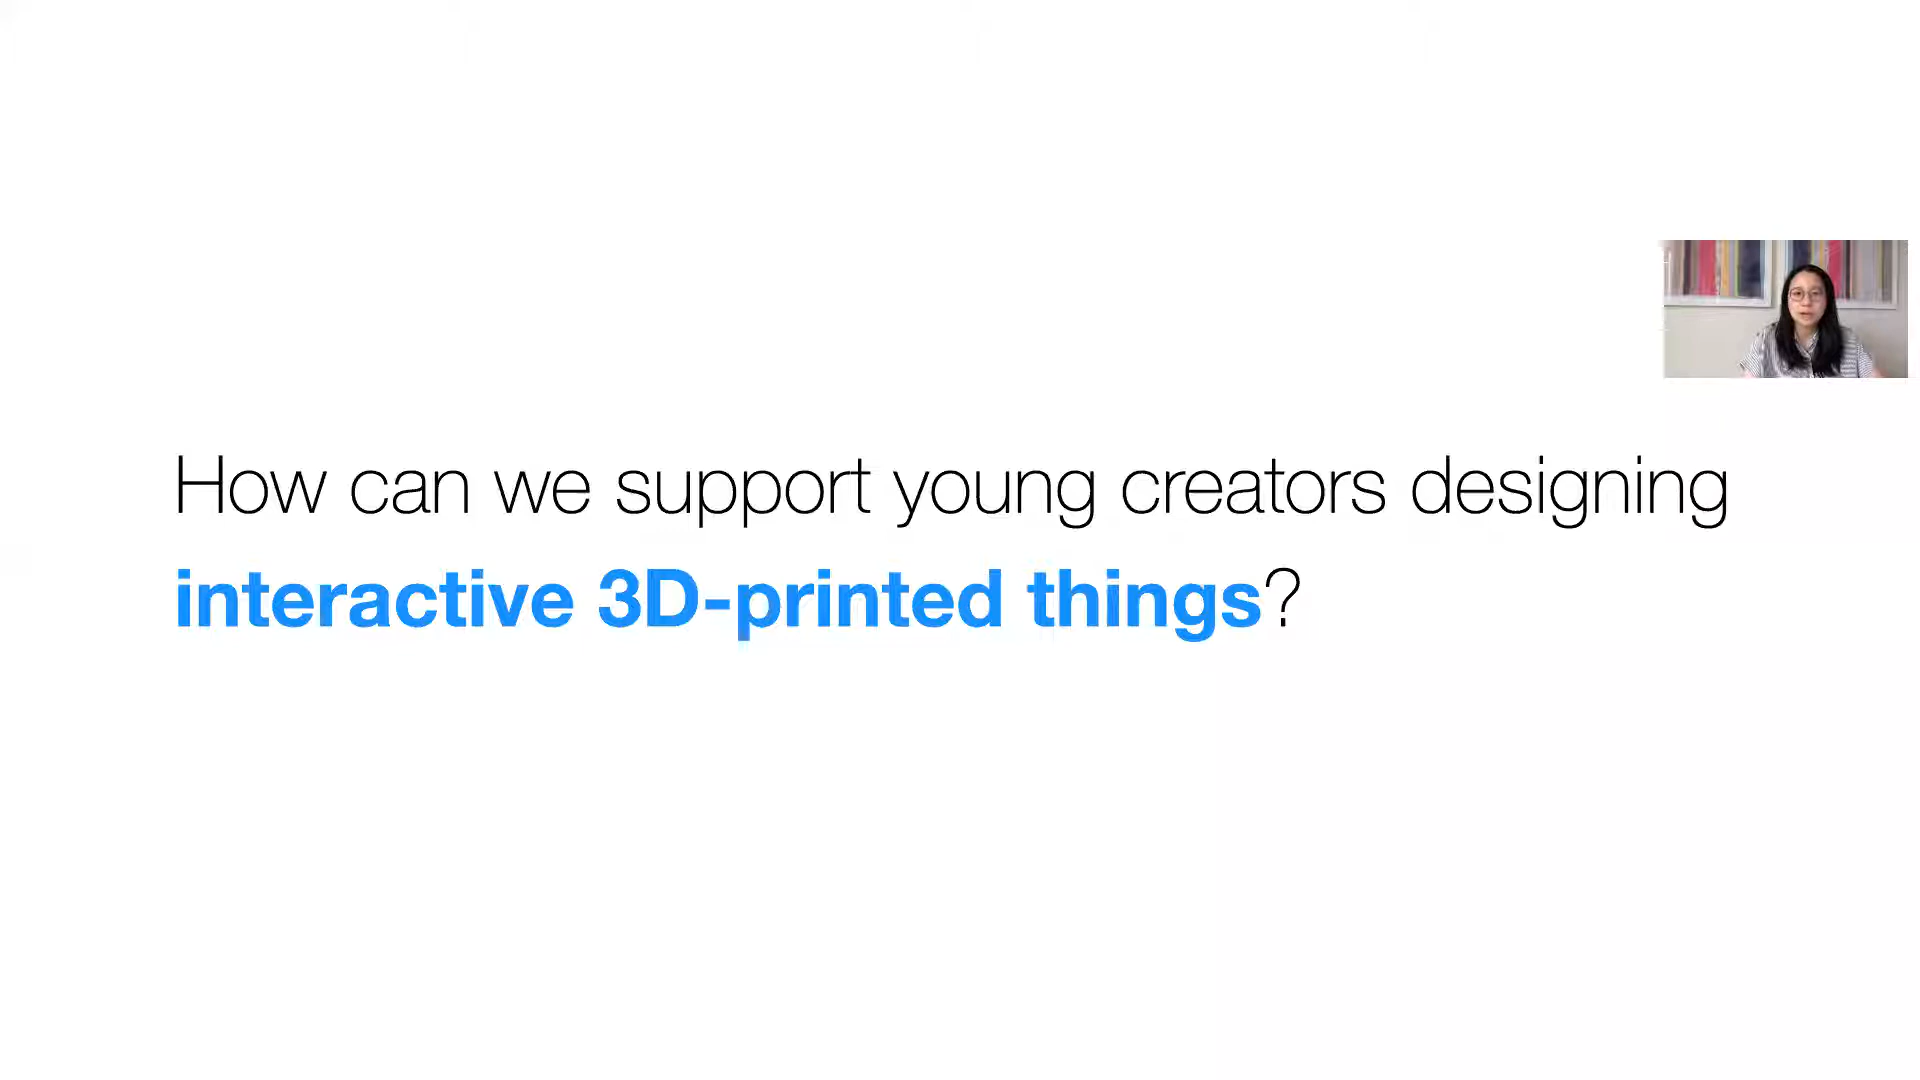 How can we support young creators designing
interactive 3D-printed things?